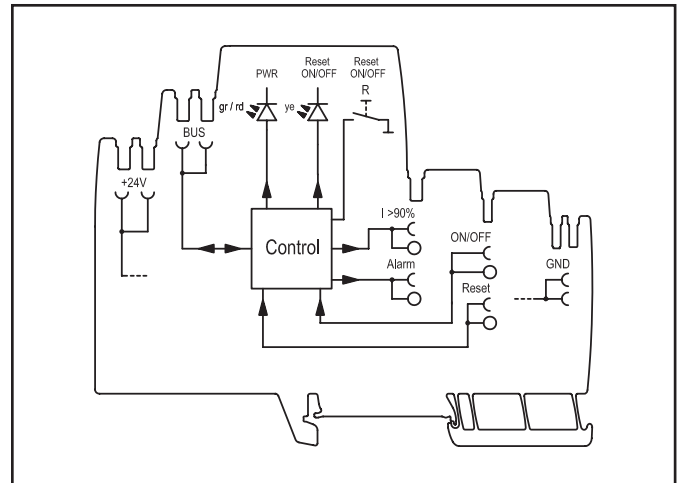 PWR
Reset
ON/OFF
Reset
ON/OFF
R
gr / rd
ye
BUS
+24V
Control
I >90%
Alarm
ON/OFF
Reset
GND